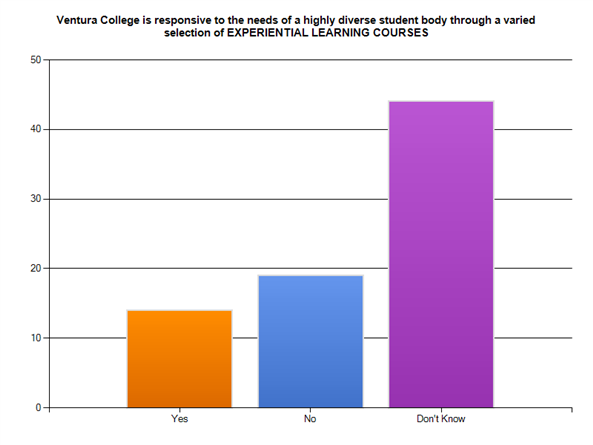 Ventura College is responsive to the needs of a highly diverse student body through a varied
selection of EXPERIENTIAL LEARNING COURSES
50
40
30
20
10
0
Yes No Don't Know